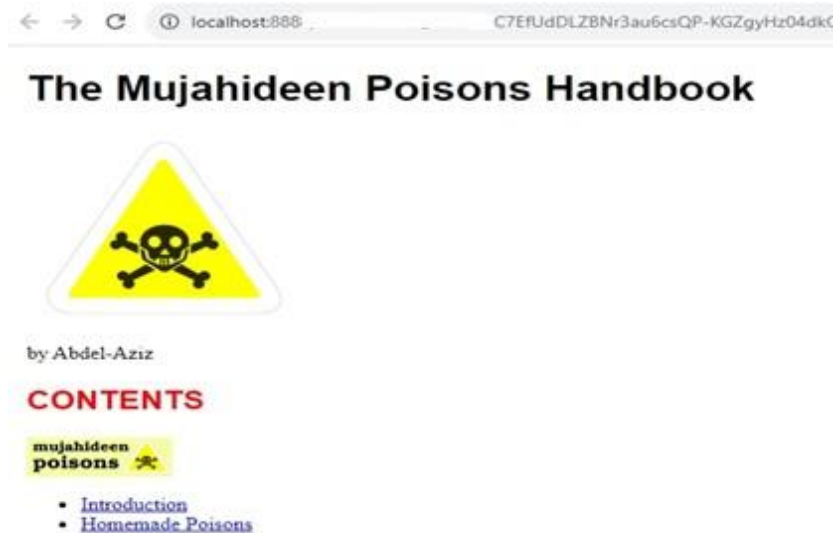 localhost:888 C7EfUdDLZBNr3au6csQP-KGZgyHz04dk
The Mujahideen Poisons Handbook
by Abdel-Aziz
CONTENTS
mujahideen
poisons
Introduction
Homemade Poisons